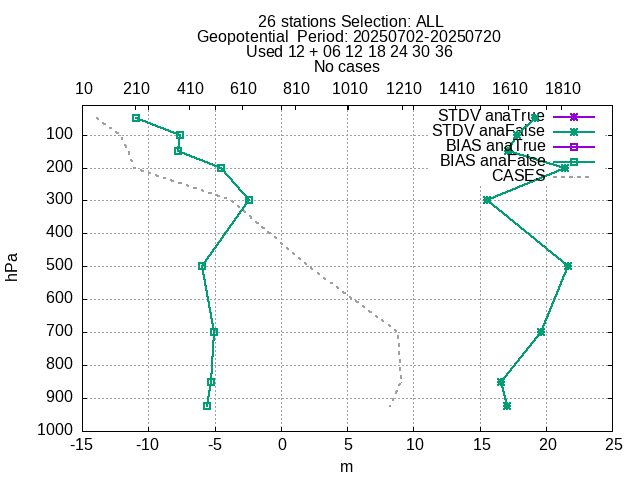 26 stations Selection: ALL
Geopotential  Period: 20250702-20250720
Used 12 + 06 12 18 24 30 36
No cases
10 210 410 610 810 1010 1210 1410 1610 1810
STDV anaTrue
STDV anaFalse
BIAS anaTrue
BIAS anaFalse
CASES
100
200
300
400
500
600
700
800
900
1000
hPa
-15 -10 -5 0 5 10 15 20 25
m